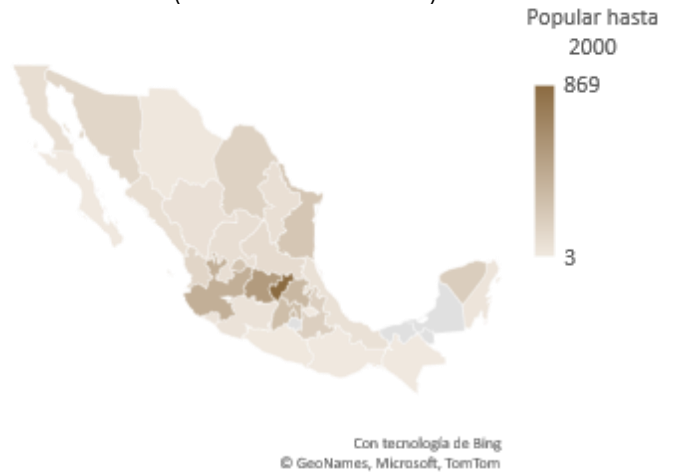 Popular hasta
2000
869
3
Con tecnología de Bing
© GeoNames, Microsoft, TomTom